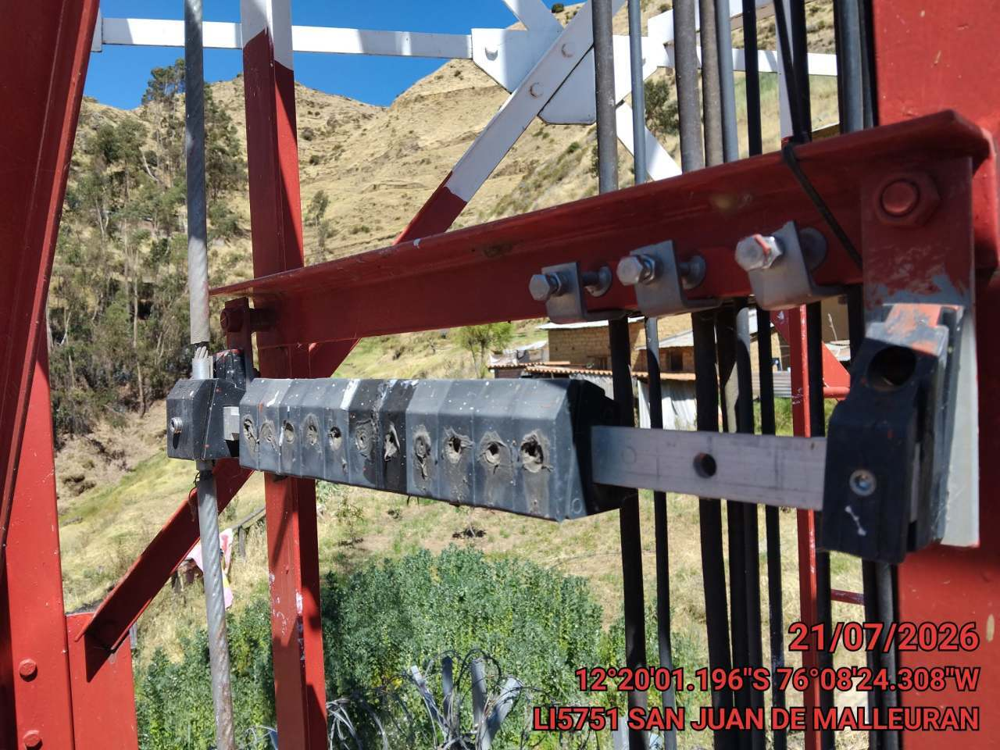 21/07/2026
12°20'01.196"S 76°08'24.308"W
LI5751 SAN JUAN DE MALLEURAN